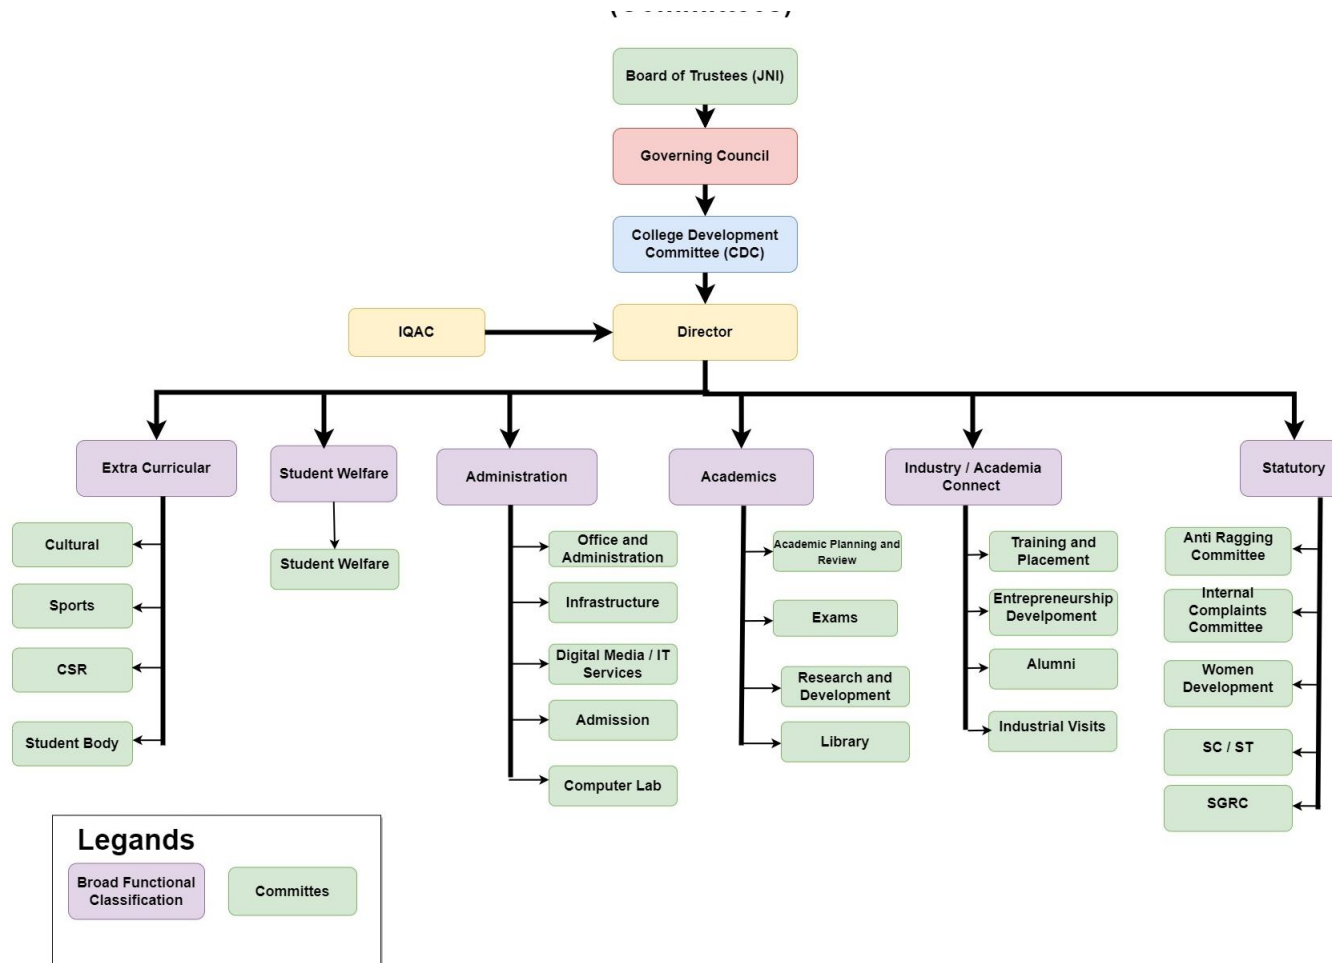 Board of Trustees (JNI)
Governing Council
College Development
Committee (CDC)
IQAC
Director
Extra Curricular
Student Welfare
Administration
Academics
Industry / Academia
Connect
Statutory
Cultural
Sports
CSR
Student Body
Student Welfare
Office and
Administration
Infrastructure
Digital Media / IT
Services
Admission
Computer Lab
Academic Planning and
Review
Exams
Research and
Development
Library
Training and
Placement
Entrepreneurship
Develpoment
Alumni
Industrial Visits
Anti Ragging
Committee
Internal
Complaints
Committee
Women
Development
SC / ST
SGRC
Legands
Broad Functional
Classification
Committes